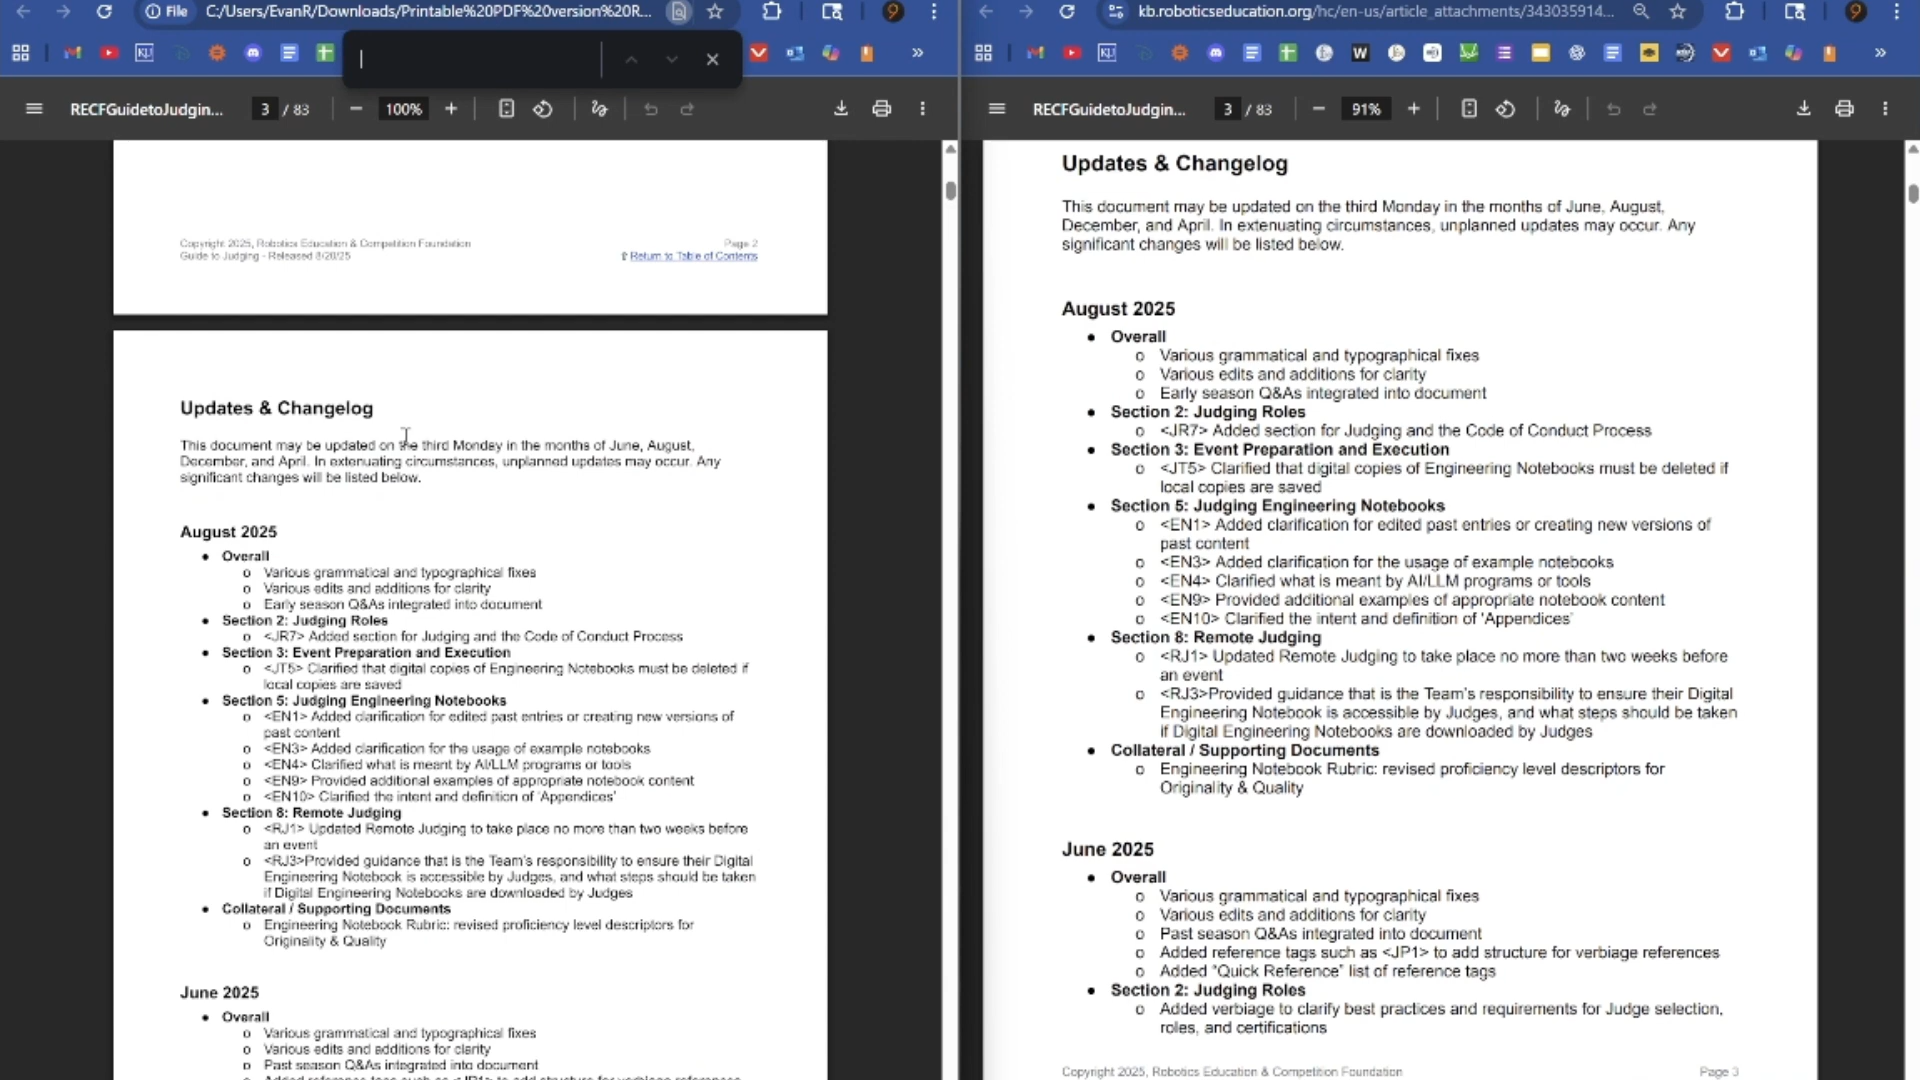 File
C:/Users/EvanR/Downloads/Printable%20PDF%20version%20R...
RECFGuidetoJudgin...
3 / 83
100%
Copyright 2025, Robotics Education & Competition Foundation
Guide to Judging - Released 8/20/25
Page 2
⇧ Return to Table of Contents
Updates & Changelog
This document may be updated on the third Monday in the months of June, August,
December, and April. In extenuating circumstances, unplanned updates may occur. Any
significant changes will be listed below.
August 2025
● Overall
o Various grammatical and typographical fixes
o Various edits and additions for clarity
o Early season Q&As integrated into document
● Section 2: Judging Roles
o <JR7> Added section for Judging and the Code of Conduct Process
● Section 3: Event Preparation and Execution
o <JT5> Clarified that digital copies of Engineering Notebooks must be deleted if
local copies are saved
● Section 5: Judging Engineering Notebooks
o <EN1> Added clarification for edited past entries or creating new versions of
past content
o <EN3> Added clarification for the usage of example notebooks
o <EN4> Clarified what is meant by AI/LLM programs or tools
o <EN9> Provided additional examples of appropriate notebook content
o <EN10> Clarified the intent and definition of 'Appendices'
● Section 8: Remote Judging
o <RJ1> Updated Remote Judging to take place no more than two weeks before
an event
o <RJ3>Provided guidance that is the Team's responsibility to ensure their Digital
Engineering Notebook is accessible by Judges, and what steps should be taken
if Digital Engineering Notebooks are downloaded by Judges
● Collateral / Supporting Documents
o Engineering Notebook Rubric: revised proficiency level descriptors for
Originality & Quality
June 2025
● Overall
o Various grammatical and typographical fixes
o Various edits and additions for clarity
o Past season Q&As integrated into document
o Added reference tags such as <JP1> to add structure for verbiage references
kb.roboticseducation.org/hc/en-us/article_attachments/343035914...
RECFGuidetoJudgin...
3 / 83
91%
Updates & Changelog
This document may be updated on the third Monday in the months of June, August,
December, and April. In extenuating circumstances, unplanned updates may occur. Any
significant changes will be listed below.
August 2025
● Overall
o Various grammatical and typographical fixes
o Various edits and additions for clarity
o Early season Q&As integrated into document
● Section 2: Judging Roles
o <JR7> Added section for Judging and the Code of Conduct Process
● Section 3: Event Preparation and Execution
o <JT5> Clarified that digital copies of Engineering Notebooks must be deleted if
local copies are saved
● Section 5: Judging Engineering Notebooks
o <EN1> Added clarification for edited past entries or creating new versions of
past content
o <EN3> Added clarification for the usage of example notebooks
o <EN4> Clarified what is meant by AI/LLM programs or tools
o <EN9> Provided additional examples of appropriate notebook content
o <EN10> Clarified the intent and definition of 'Appendices'
● Section 8: Remote Judging
o <RJ1> Updated Remote Judging to take place no more than two weeks before
an event
o <RJ3>Provided guidance that is the Team's responsibility to ensure their Digital
Engineering Notebook is accessible by Judges, and what steps should be taken
if Digital Engineering Notebooks are downloaded by Judges
● Collateral / Supporting Documents
o Engineering Notebook Rubric: revised proficiency level descriptors for
Originality & Quality
June 2025
● Overall
o Various grammatical and typographical fixes
o Various edits and additions for clarity
o Past season Q&As integrated into document
o Added reference tags such as <JP1> to add structure for verbiage references
o Added "Quick Reference" list of reference tags
● Section 2: Judging Roles
o Added verbiage to clarify best practices and requirements for Judge selection,
roles, and certifications
Copyright 2025, Robotics Education & Competition Foundation
Page 3